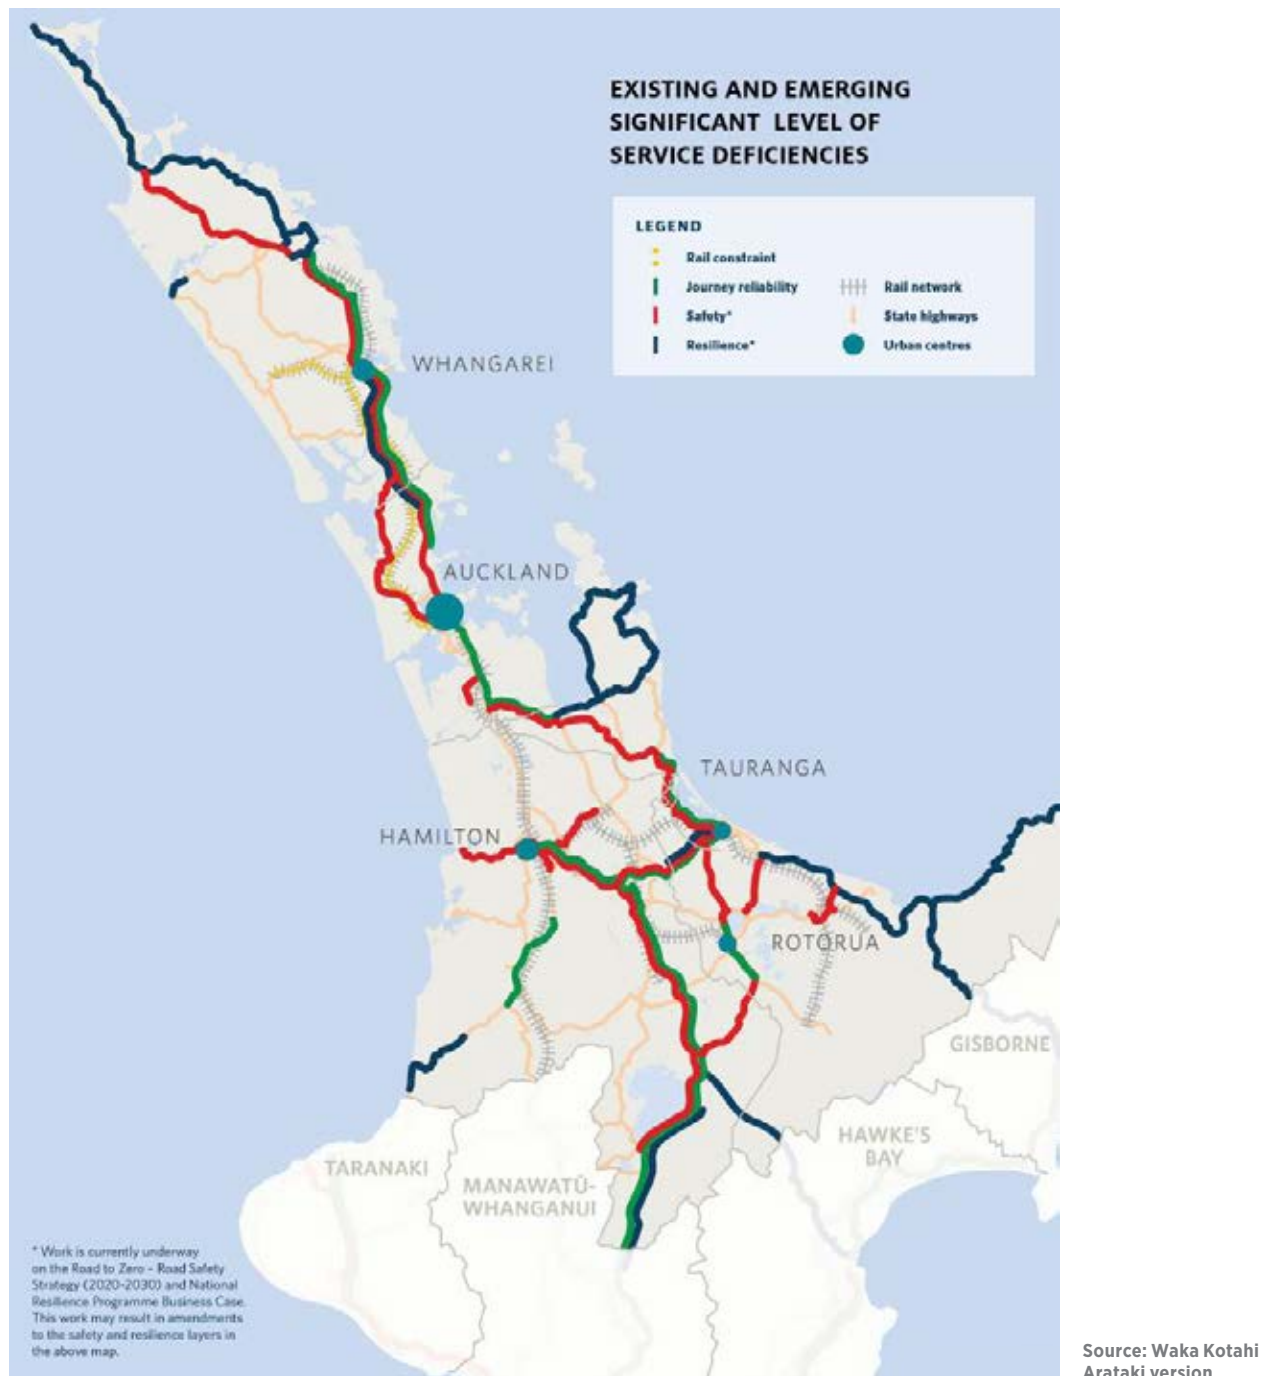 EXISTING AND EMERGING
SIGNIFICANT LEVEL OF
SERVICE DEFICIENCIES
LEGEND
Rail constraint
Journey reliability
Rail network
Safety*
State highways
Resilience*
Urban centres
WHANGAREI
AUCKLAND
TAURANGA
HAMILTON
ROTORUA
GISBORNE
HAWKE'S
BAY
TARANAKI
MANAWATŪ-
WHANGANUI
* Work is currently underway
on the Road to Zero – Road Safety
Strategy (2020-2030) and National
Resilience Programme Business Case.
This work may result in amendments
to the safety and resilience layers in
the above map.
Source: Waka Kotahi
Arataki version